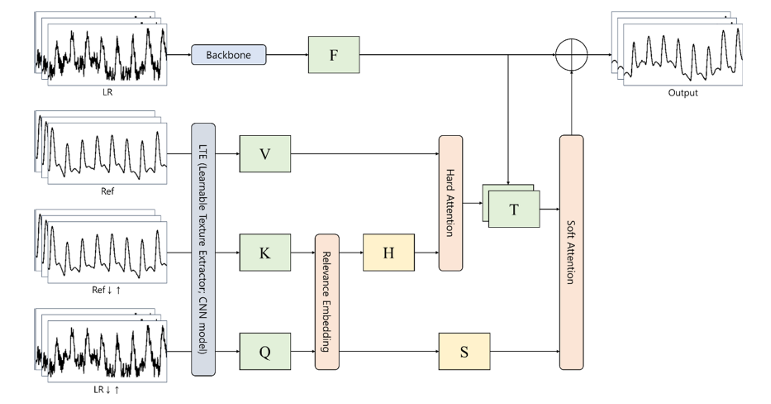 LR
Backbone
F
Output
Ref
LTE (Learnable Texture Extractor; CNN model)
V
Hard Attention
T
Soft Attention
Ref↓ ↑
K
Relevance Embedding
H
LR↓ ↑
Q
S